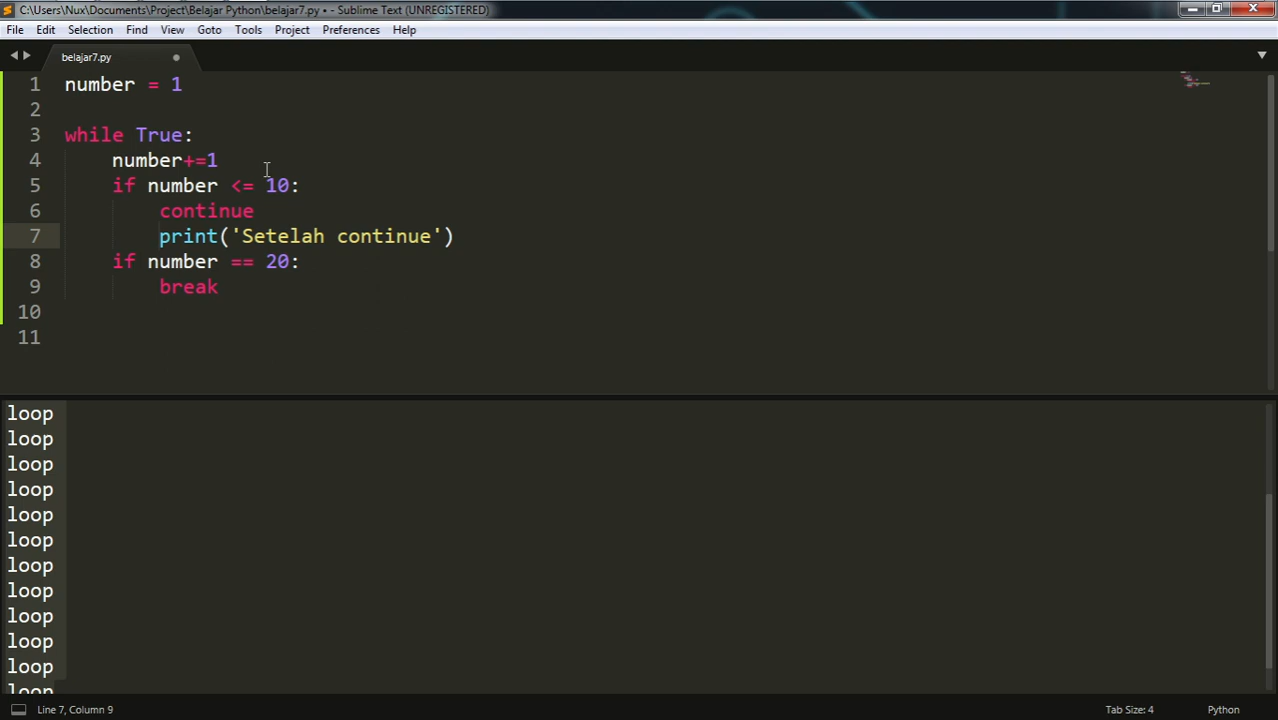 C:\Users\Nux\Documents\Project\Belajar Python\belajar7.py • - Sublime Text (UNREGISTERED)
File Edit Selection Find View Goto Tools Project Preferences Help
belajar7.py
1 number = 1
2
3 while True:
4     number+=1
5     if number <= 10:
6         continue
7         print('Setelah continue')
8     if number == 20:
9         break
10
11
loop
loop
loop
loop
loop
loop
loop
loop
loop
loop
loop
loop
Line 7, Column 9 Tab Size: 4 Python